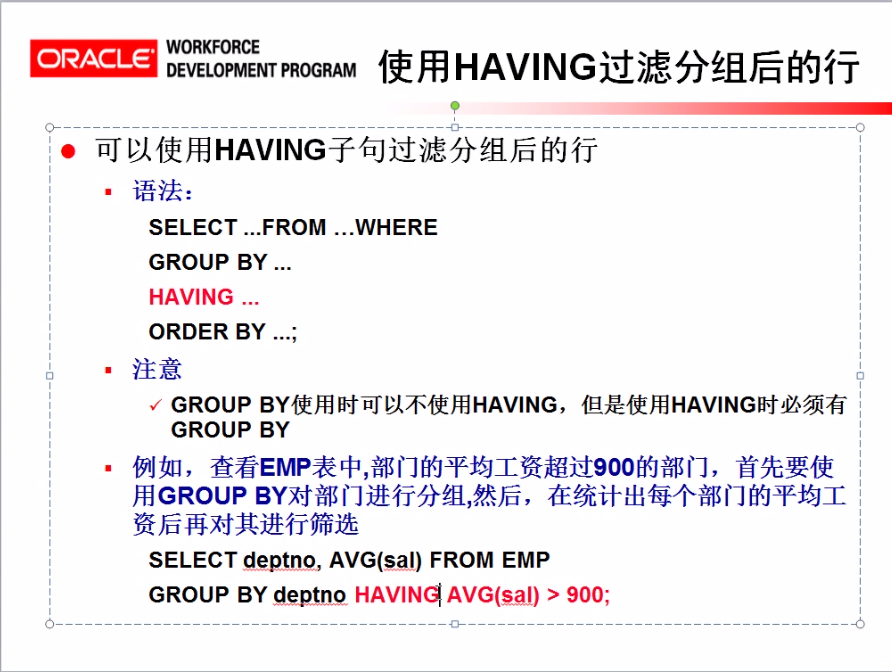 ORACLE WORKFORCE
DEVELOPMENT PROGRAM
使用HAVING过滤分组后的行
可以使用HAVING子句过滤分组后的行
语法：
SELECT ...FROM …WHERE
GROUP BY ...
HAVING ...
ORDER BY ...;
注意
GROUP BY使用时可以不使用HAVING，但是使用HAVING时必须有
GROUP BY
例如，查看EMP表中,部门的平均工资超过900的部门，首先要使
用GROUP BY对部门进行分组,然后，在统计出每个部门的平均工
资后再对其进行筛选
SELECT deptno, AVG(sal) FROM EMP
GROUP BY deptno HAVING AVG(sal) > 900;